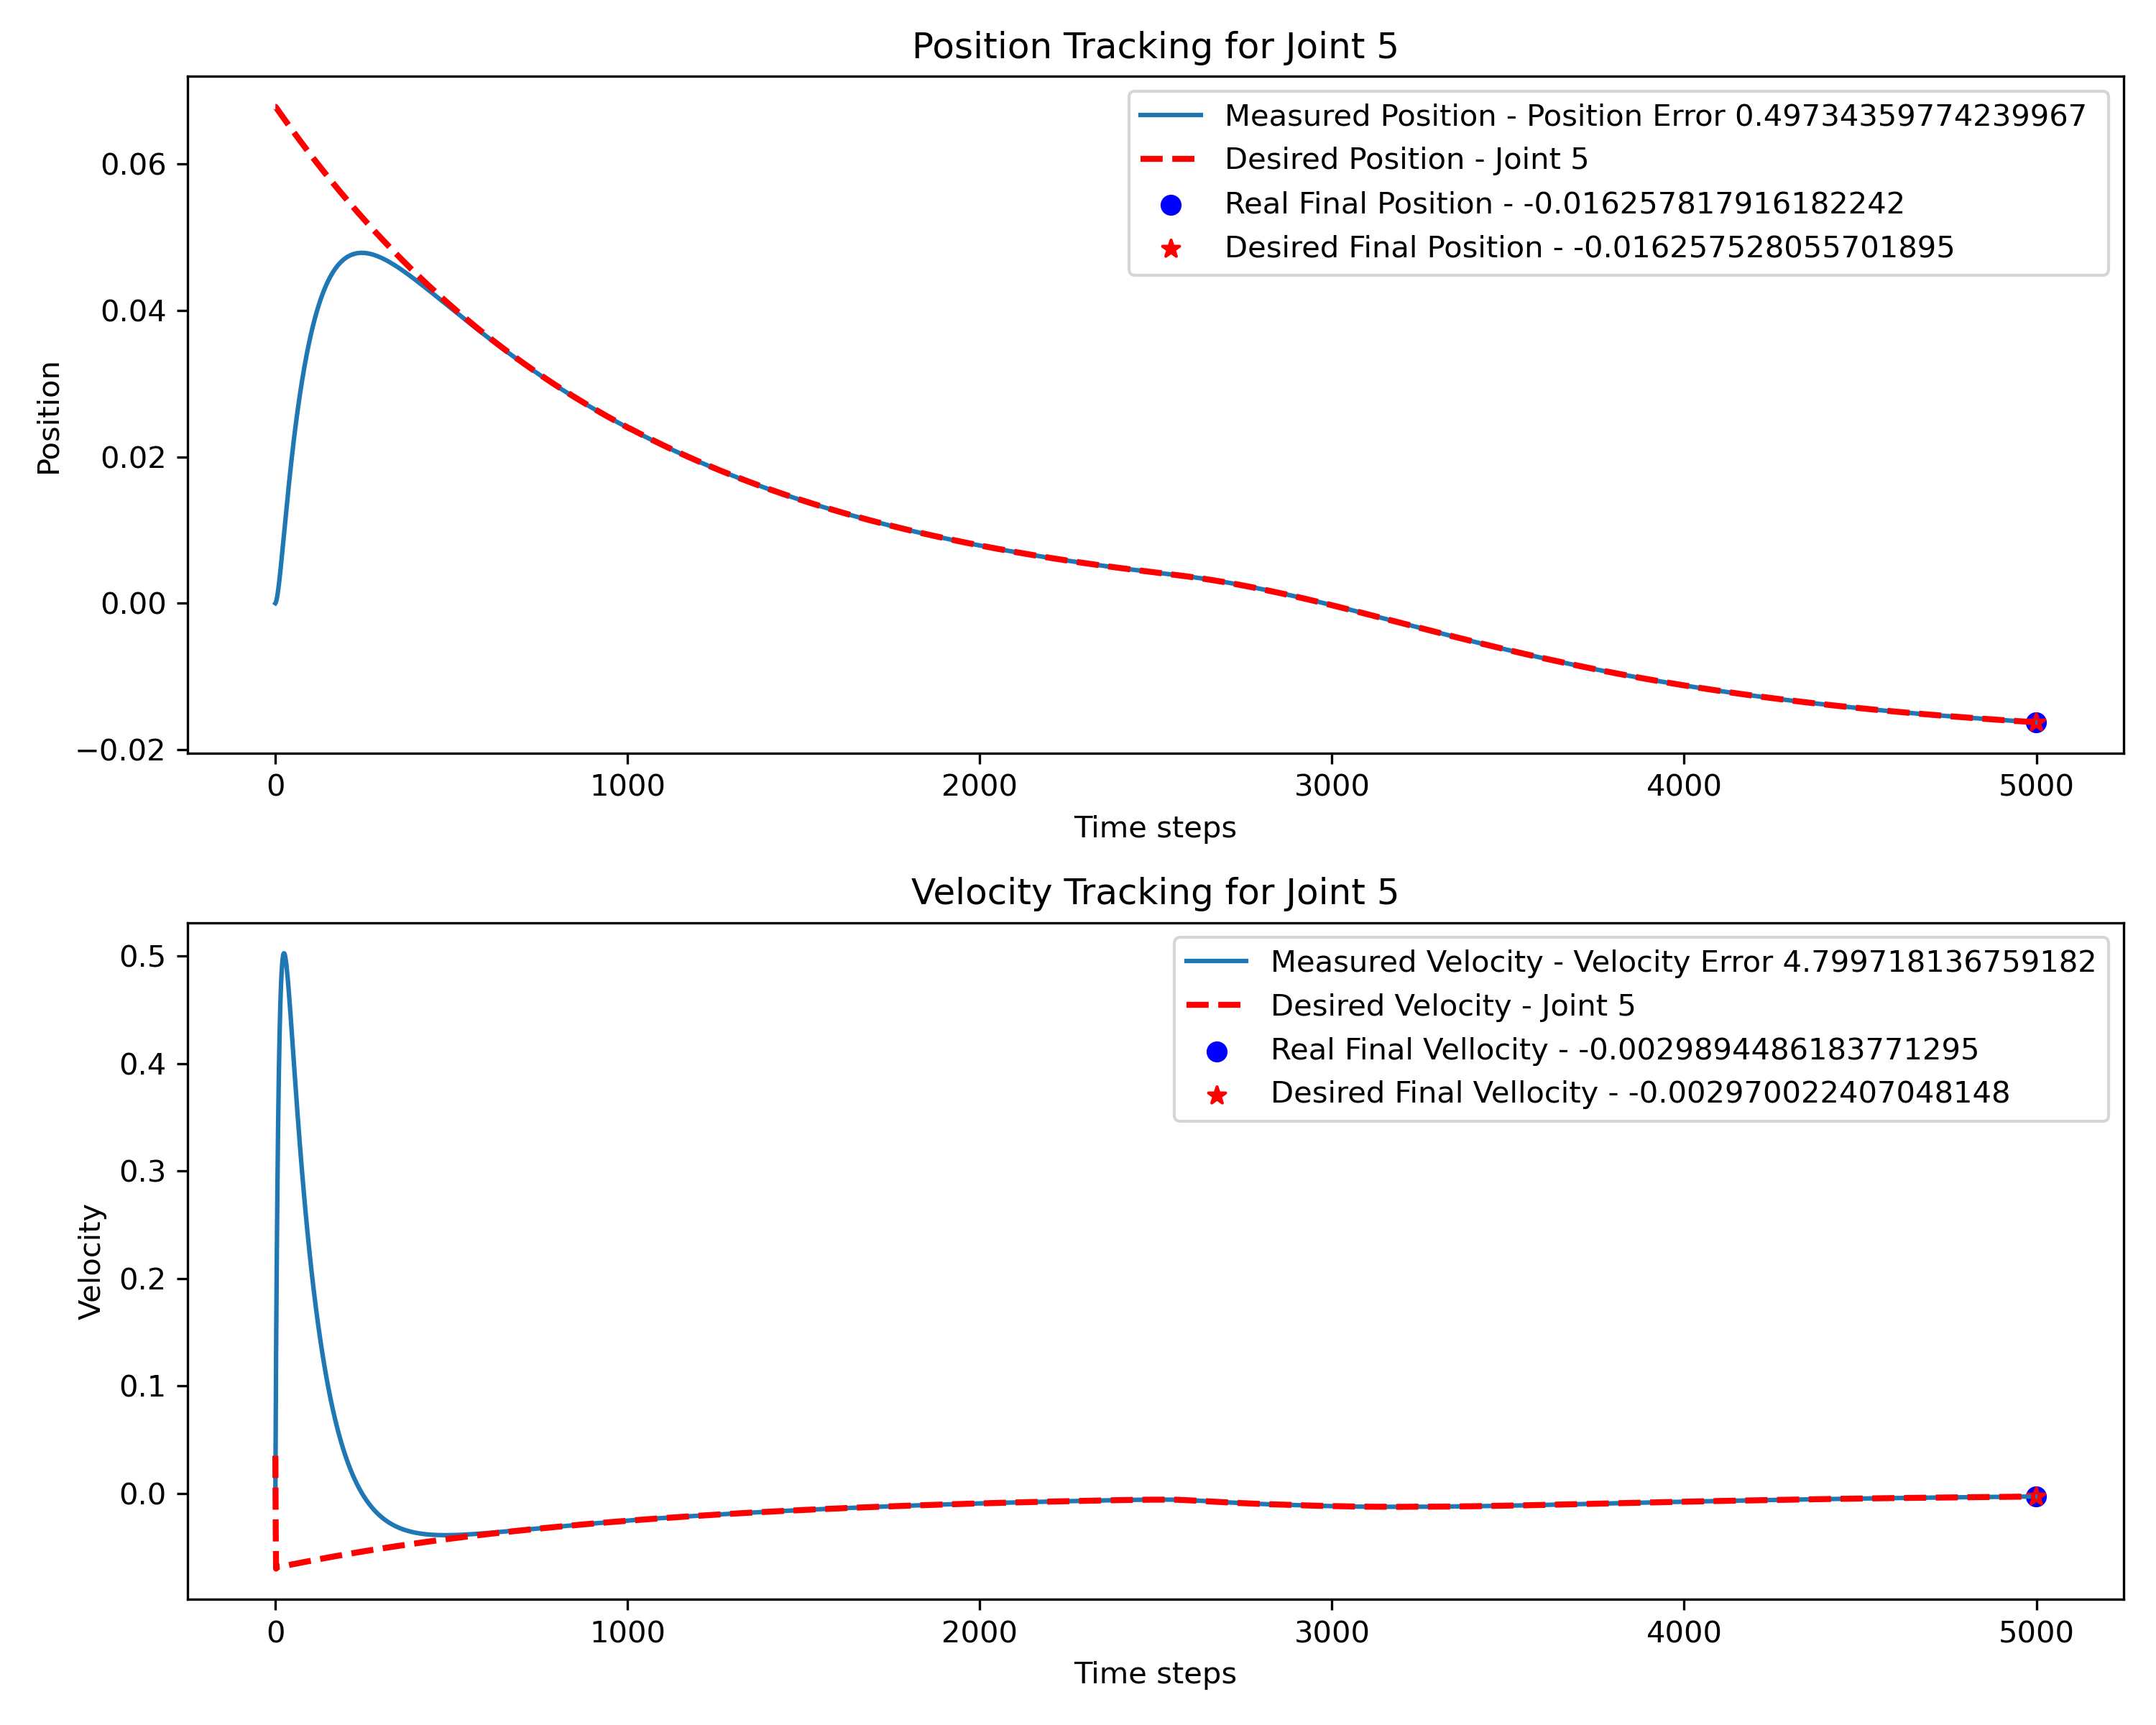 Position Tracking for Joint 5
Measured Position - Position Error 0.49734359774239967
Desired Position - Joint 5
Real Final Position - -0.016257817916182242
Desired Final Position - -0.016257528055701895
Position
0.06
0.04
0.02
0.00
−0.02
0 1000 2000 3000 4000 5000
Time steps
Velocity Tracking for Joint 5
Measured Velocity - Velocity Error 4.799718136759182
Desired Velocity - Joint 5
Real Final Vellocity - -0.0029894486183771295
Desired Final Vellocity - -0.002970022407048148
Velocity
0.5
0.4
0.3
0.2
0.1
0.0
0 1000 2000 3000 4000 5000
Time steps